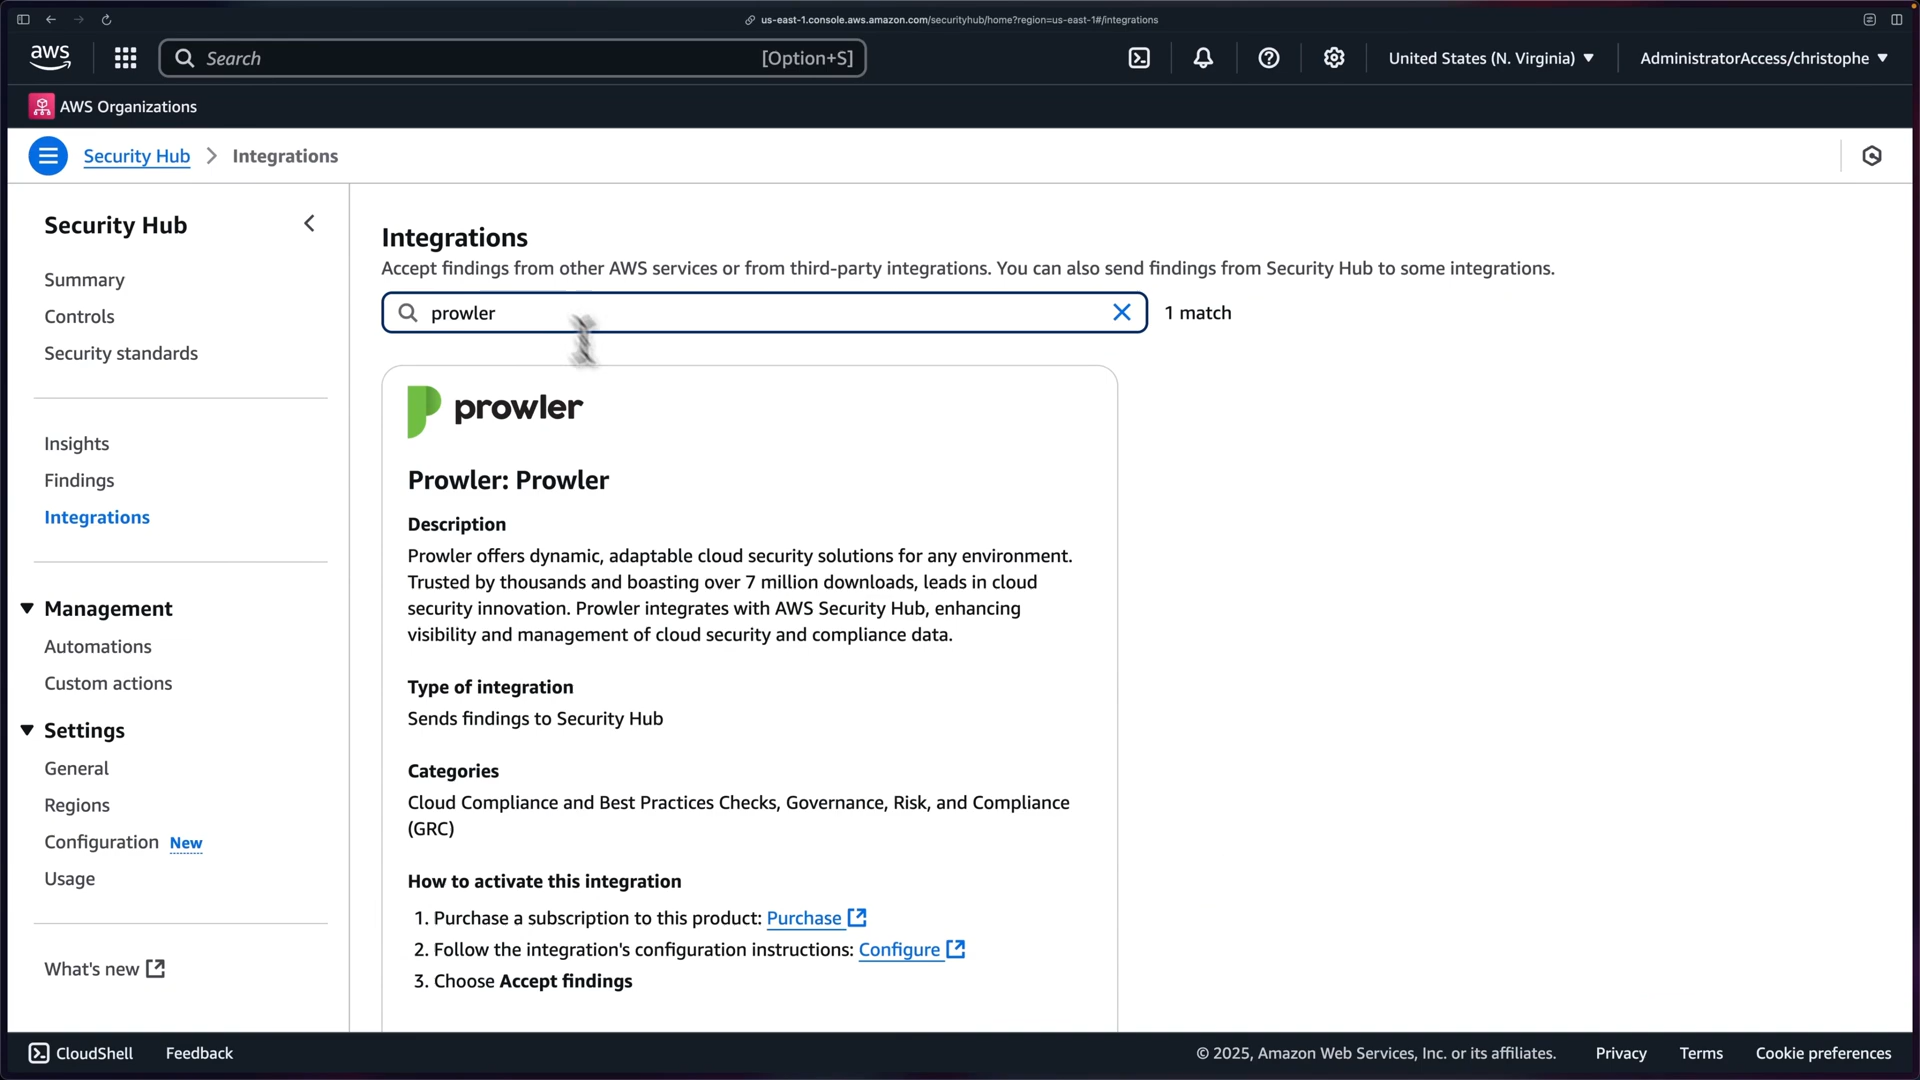 us-east-1.console.aws.amazon.com/securityhub/home?region=us-east-1#/integrations
aws
Search
[Option+S]
United States (N. Virginia)
AdministratorAccess/christophe
AWS Organizations
Security Hub
Integrations
Security Hub
Summary
Controls
Security standards
Insights
Findings
Integrations
Management
Automations
Custom actions
Settings
General
Regions
Configuration New
Usage
What's new
Integrations
Accept findings from other AWS services or from third-party integrations. You can also send findings from Security Hub to some integrations.
prowler
1 match
prowler
Prowler: Prowler
Description
Prowler offers dynamic, adaptable cloud security solutions for any environment.
Trusted by thousands and boasting over 7 million downloads, leads in cloud
security innovation. Prowler integrates with AWS Security Hub, enhancing
visibility and management of cloud security and compliance data.
Type of integration
Sends findings to Security Hub
Categories
Cloud Compliance and Best Practices Checks, Governance, Risk, and Compliance
(GRC)
How to activate this integration
1. Purchase a subscription to this product: Purchase
2. Follow the integration's configuration instructions: Configure
3. Choose Accept findings
CloudShell
Feedback
© 2025, Amazon Web Services, Inc. or its affiliates.
Privacy
Terms
Cookie preferences